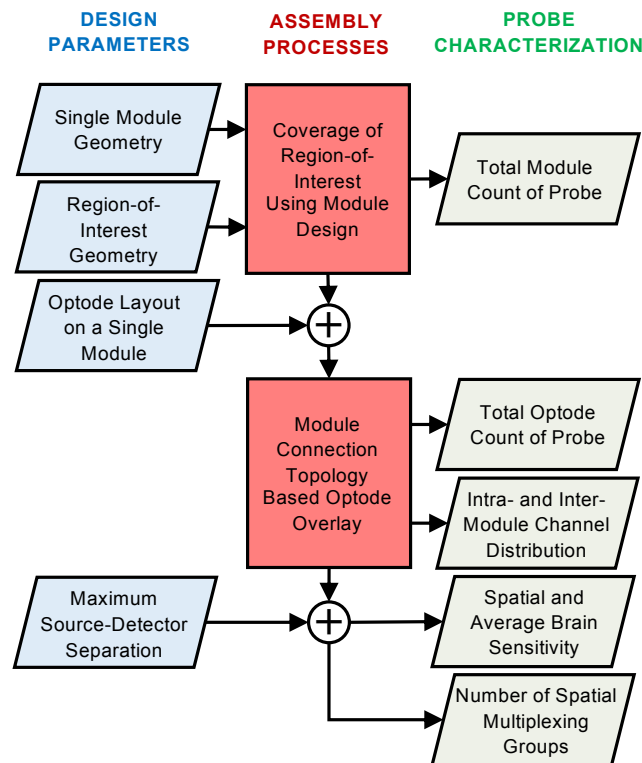 DESIGN
PARAMETERS
ASSEMBLY
PROCESSES
PROBE
CHARACTERIZATION
Single Module
Geometry
Region-of-
Interest
Geometry
Optode Layout
on a Single
Module
Maximum
Source-Detector
Separation
Coverage of
Region-of-
Interest
Using Module
Design
Module
Connection
Topology
Based Optode
Overlay
Total Module
Count of Probe
Total Optode
Count of Probe
Intra- and Inter-
Module Channel
Distribution
Spatial and
Average Brain
Sensitivity
Number of Spatial
Multiplexing
Groups